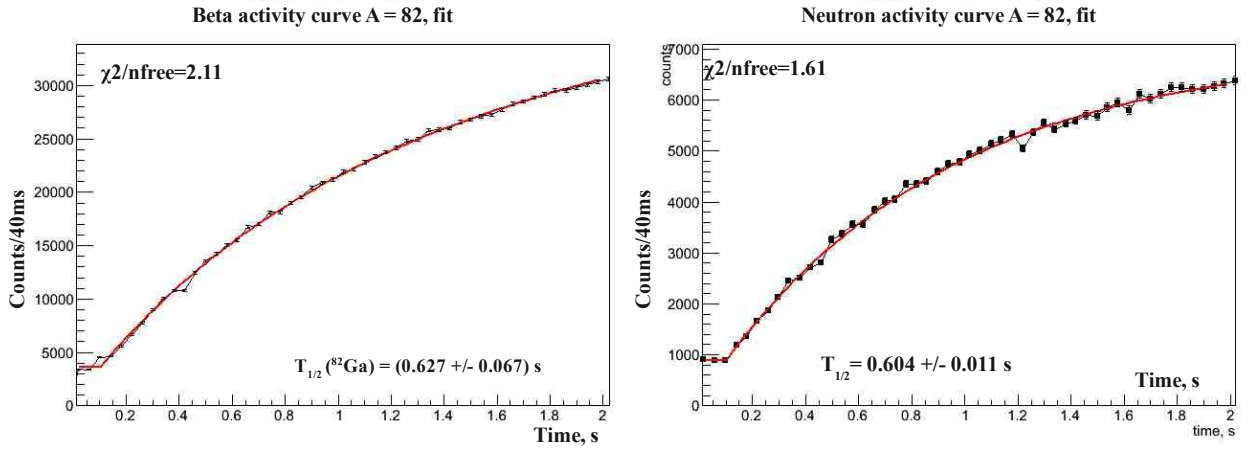 Beta activity curve A = 82, fit
χ2/nfree=2.11
Counts/40ms
30000
25000
20000
15000
10000
5000
0
T1/2 (⁸²Ga) = (0.627 +/- 0.067) s
0.2 0.4 0.6 0.8 1 1.2 1.4 1.6 1.8 2
Time, s
Neutron activity curve A = 82, fit
counts
χ2/nfree=1.61
Counts/40ms
7000
6000
5000
4000
3000
2000
1000
0
T1/2= 0.604 +/- 0.011 s
Time, s
0.2 0.4 0.6 0.8 1 1.2 1.4 1.6 1.8 2
time, s